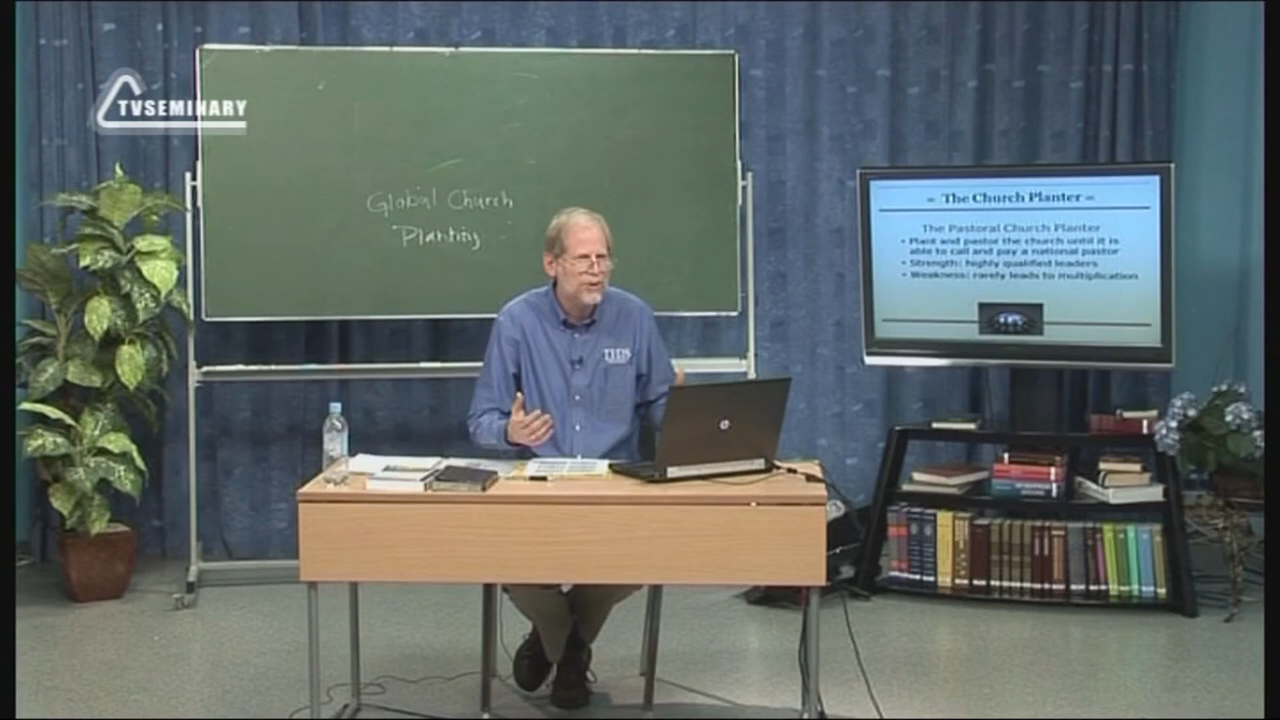 TVSEMINARY
Global Church
Planting
TEDS
The Church Planter
The Pastoral Church Planter
• Plant and pastor the church until it is
able to call and pay a national pastor
• Strength: highly qualified leaders
• Weakness: rarely leads to multiplication
hp